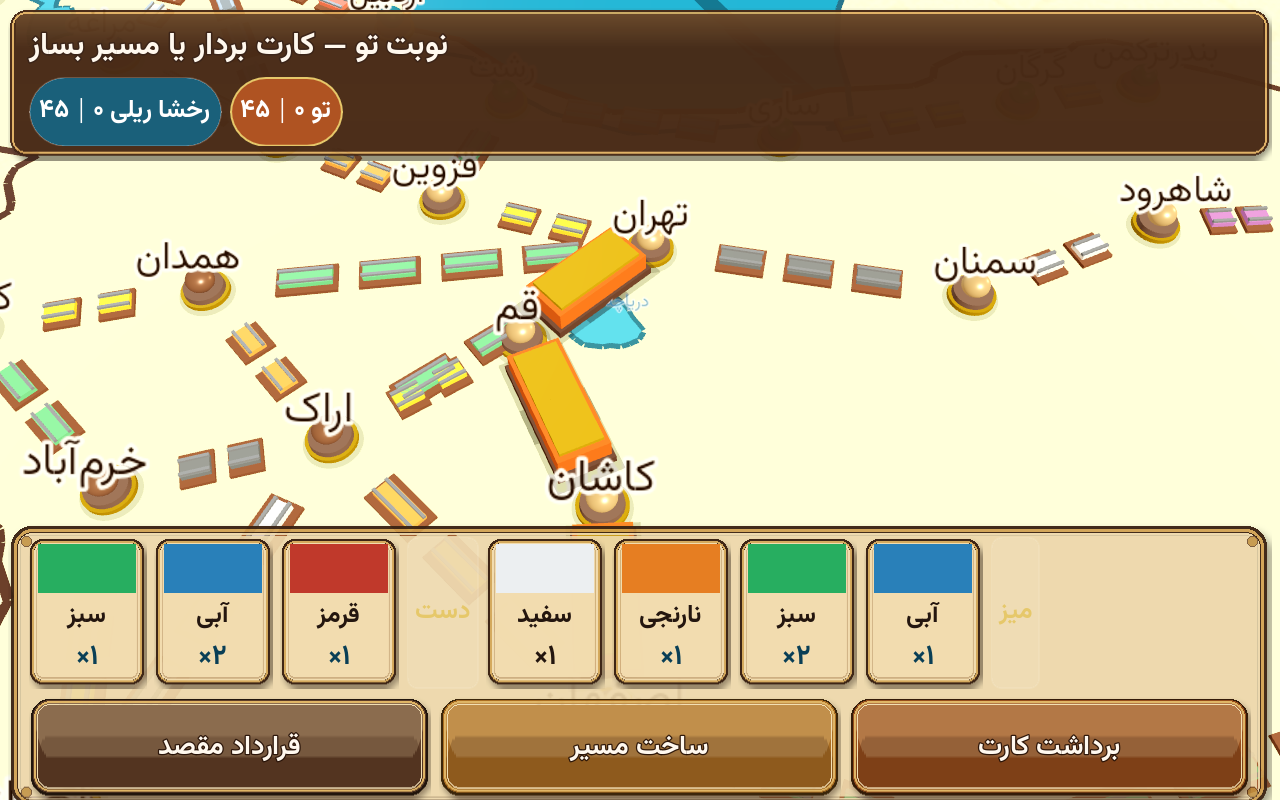 نوبت تو – کارت بردار یا مسیر بساز
تو ۰ | ۴۵
رخشا ریلی ۰ | ۴۵
قزوین
تهران
شاهرود
همدان
سمنان
قم
اراک
خرم‌آباد
کاشان
میز
آبی
×۱
سبز
×۲
نارنجی
×۱
سفید
×۱
دست
قرمز
×۱
آبی
×۲
سبز
×۱
برداشت کارت
ساخت مسیر
قرارداد مقصد